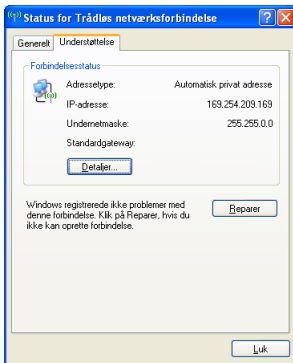 Status for Trådløs netværksforbindelse
Generelt
Understøttelse
Forbindelsesstatus
Adressetype: Automatisk privat adresse
IP-adresse: 169.254.209.169
Undernetmaske: 255.255.0.0
Standardgateway:
Detaljer...
Windows registrerede ikke problemer med
denne forbindelse. Klik på Reparer, hvis du
ikke kan oprette forbindelse.
Reparer
Luk